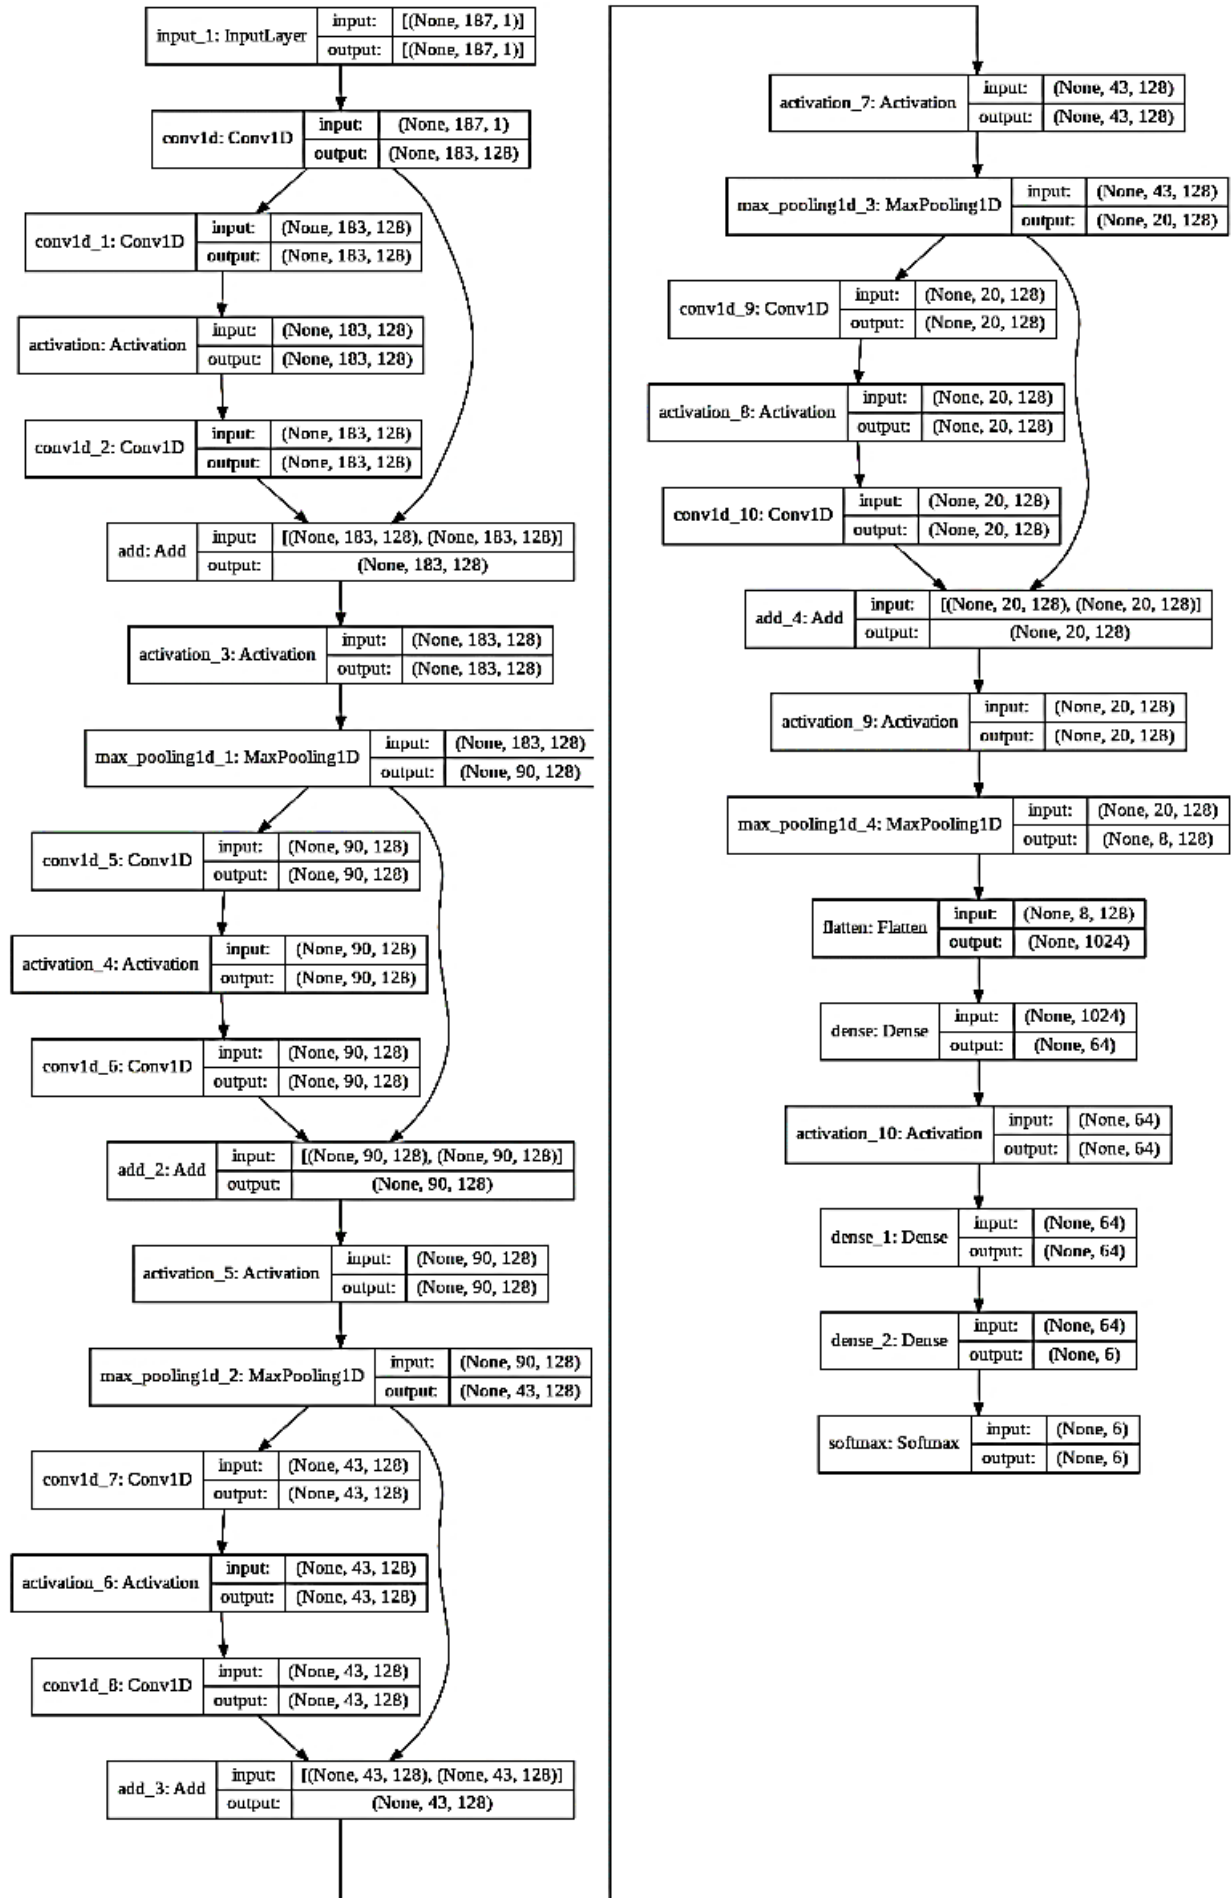 input_1: InputLayer
input: [(None, 187, 1)]
output: [(None, 187, 1)]
conv1d: Conv1D
input: (None, 187, 1)
output: (None, 183, 128)
conv1d_1: Conv1D
input: (None, 183, 128)
output: (None, 183, 128)
activation: Activation
input: (None, 183, 128)
output: (None, 183, 128)
conv1d_2: Conv1D
input: (None, 183, 128)
output: (None, 183, 128)
add: Add
input: [(None, 183, 128), (None, 183, 128)]
output: (None, 183, 128)
activation_3: Activation
input: (None, 183, 128)
output: (None, 183, 128)
max_pooling1d_1: MaxPooling1D
input: (None, 183, 128)
output: (None, 90, 128)
conv1d_5: Conv1D
input: (None, 90, 128)
output: (None, 90, 128)
activation_4: Activation
input: (None, 90, 128)
output: (None, 90, 128)
conv1d_6: Conv1D
input: (None, 90, 128)
output: (None, 90, 128)
add_2: Add
input: [(None, 90, 128), (None, 90, 128)]
output: (None, 90, 128)
activation_5: Activation
input: (None, 90, 128)
output: (None, 90, 128)
max_pooling1d_2: MaxPooling1D
input: (None, 90, 128)
output: (None, 43, 128)
conv1d_7: Conv1D
input: (None, 43, 128)
output: (None, 43, 128)
activation_6: Activation
input: (None, 43, 128)
output: (None, 43, 128)
conv1d_8: Conv1D
input: (None, 43, 128)
output: (None, 43, 128)
add_3: Add
input: [(None, 43, 128), (None, 43, 128)]
output: (None, 43, 128)
activation_7: Activation
input: (None, 43, 128)
output: (None, 43, 128)
max_pooling1d_3: MaxPooling1D
input: (None, 43, 128)
output: (None, 20, 128)
conv1d_9: Conv1D
input: (None, 20, 128)
output: (None, 20, 128)
activation_8: Activation
input: (None, 20, 128)
output: (None, 20, 128)
conv1d_10: Conv1D
input: (None, 20, 128)
output: (None, 20, 128)
add_4: Add
input: [(None, 20, 128), (None, 20, 128)]
output: (None, 20, 128)
activation_9: Activation
input: (None, 20, 128)
output: (None, 20, 128)
max_pooling1d_4: MaxPooling1D
input: (None, 20, 128)
output: (None, 8, 128)
flatten: Flatten
input: (None, 8, 128)
output: (None, 1024)
dense: Dense
input: (None, 1024)
output: (None, 64)
activation_10: Activation
input: (None, 64)
output: (None, 64)
dense_1: Dense
input: (None, 64)
output: (None, 64)
dense_2: Dense
input: (None, 64)
output: (None, 6)
softmax: Softmax
input: (None, 6)
output: (None, 6)